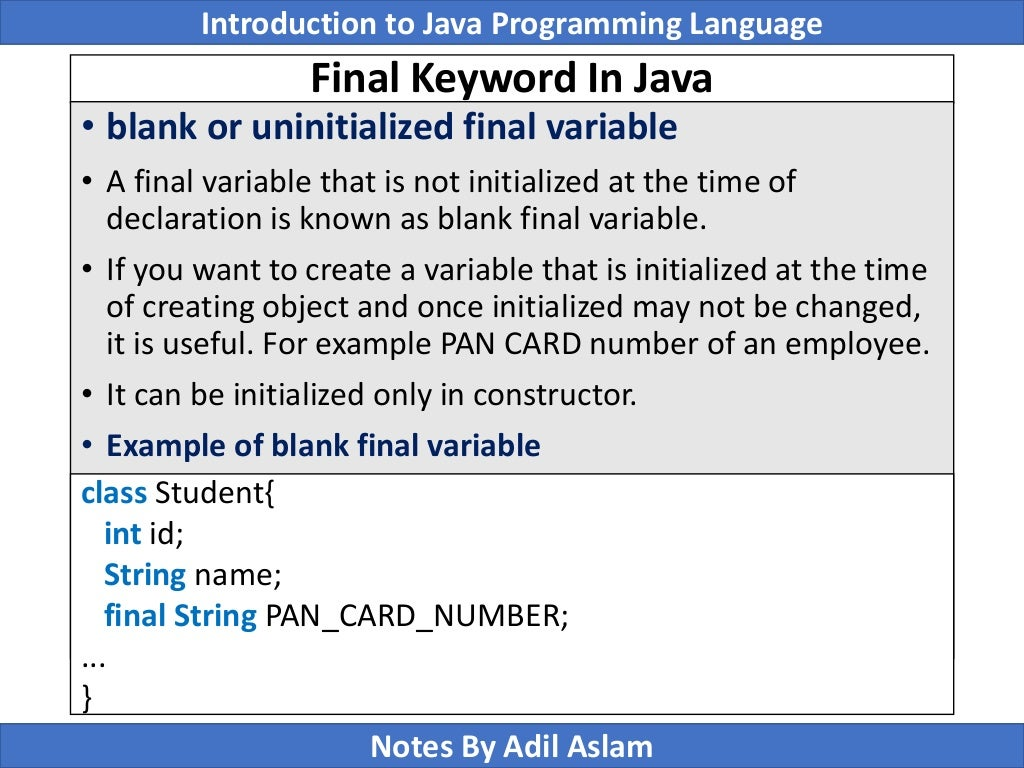 Introduction to Java Programming Language
Final Keyword In Java
• blank or uninitialized final variable
• A final variable that is not initialized at the time of
declaration is known as blank final variable.
• If you want to create a variable that is initialized at the time
of creating object and once initialized may not be changed,
it is useful. For example PAN CARD number of an employee.
• It can be initialized only in constructor.
• Example of blank final variable
class Student{
int id;
String name;
final String PAN_CARD_NUMBER;
...
}
Notes By Adil Aslam